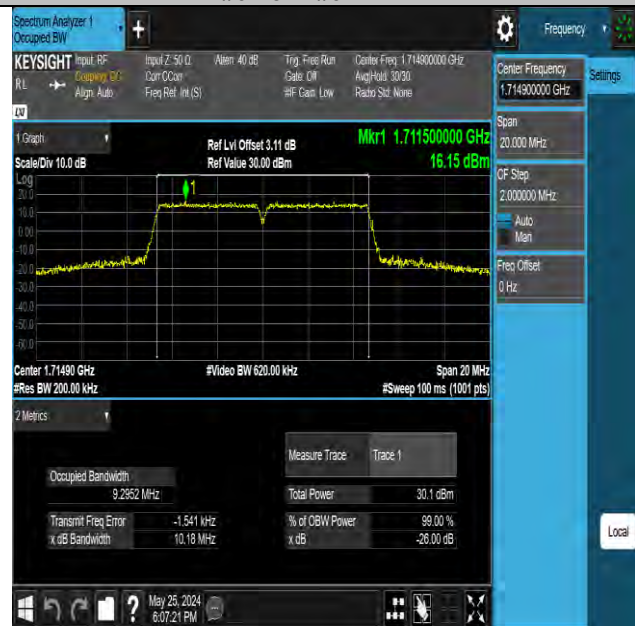 Spectrum Analyzer 1
Occupied BW
+
Frequency
KEYSIGHT
Input: RF
Coupling: DC
Align: Auto
RL
Input Z: 50 Ω
Corr CCorr
Freq Ref: Int (S)
Atten: 40 dB
Trig: Free Run
Gate: Off
#IF Gain: Low
Center Freq: 1.714900000 GHz
Avg|Hold: 30/30
Radio Std: None
LXI
1 Graph
Scale/Div 10.0 dB
Ref Lvl Offset 3.11 dB
Ref Value 30.00 dBm
Mkr1 1.711500000 GHz
16.15 dBm
Log
20.0
10.0
0.00
-10.0
-20.0
-30.0
-40.0
-50.0
-60.0
1
Center 1.71490 GHz
#Res BW 200.00 kHz
#Video BW 620.00 kHz
Span 20 MHz
#Sweep 100 ms (1001 pts)
2 Metrics
Measure Trace Trace 1
Occupied Bandwidth
9.2952 MHz
Total Power 30.1 dBm
Transmit Freq Error -1.541 kHz
% of OBW Power 99.00 %
x dB Bandwidth 10.18 MHz
x dB -26.00 dB
Center Frequency
1.714900000 GHz
Settings
Span
20.000 MHz
CF Step
2.000000 MHz
Auto
Man
Freq Offset
0 Hz
Local
?
May 25, 2024
6:07:21 PM